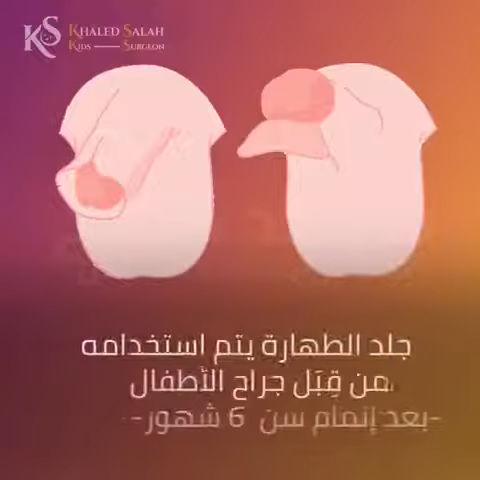 KS KHALED SALAH
KIDS — SURGEON
جلد الطهارة يتم استخدامه
من قِبَل جراح الأطفال
-بعد إتمام سن 6 شهور-